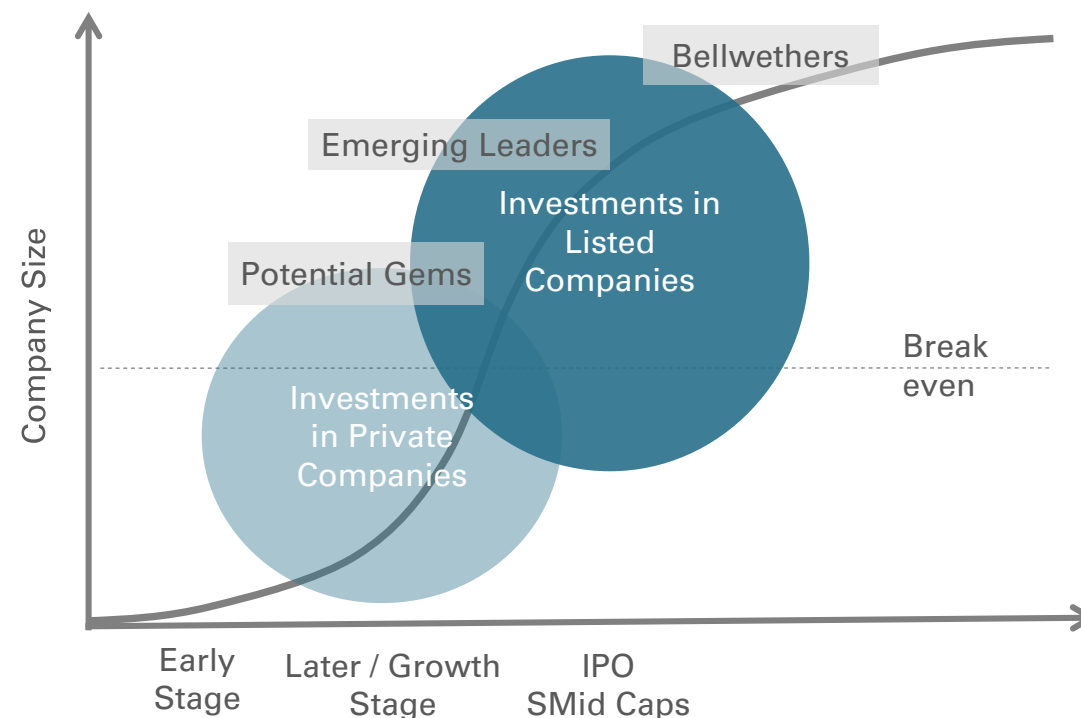 Bellwethers
Emerging Leaders
Investments in
Listed
Companies
Potential Gems
Company Size
Break
even
Investments
in Private
Companies
Early
Stage
Later / Growth
Stage
IPO
SMid Caps